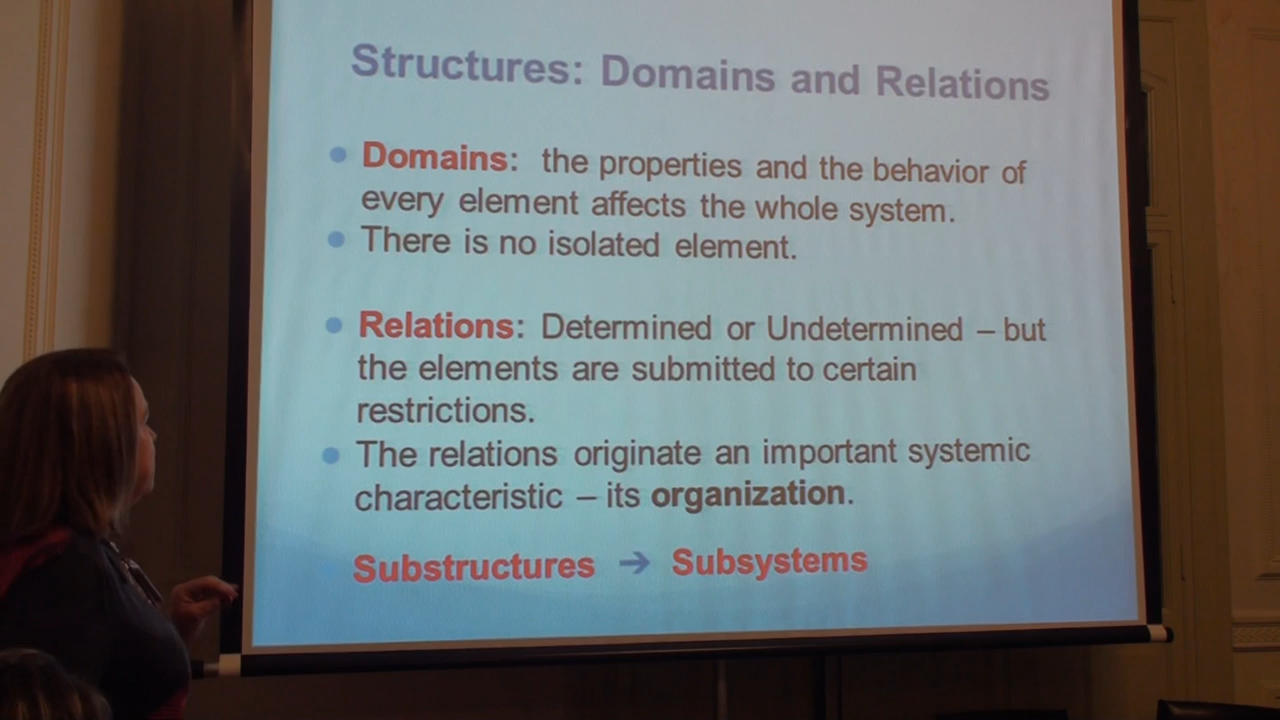 Structures: Domains and Relations
• Domains: the properties and the behavior of
every element affects the whole system.
• There is no isolated element.
• Relations: Determined or Undetermined – but
the elements are submitted to certain
restrictions.
• The relations originate an important systemic
characteristic – its organization.
Substructures → Subsystems